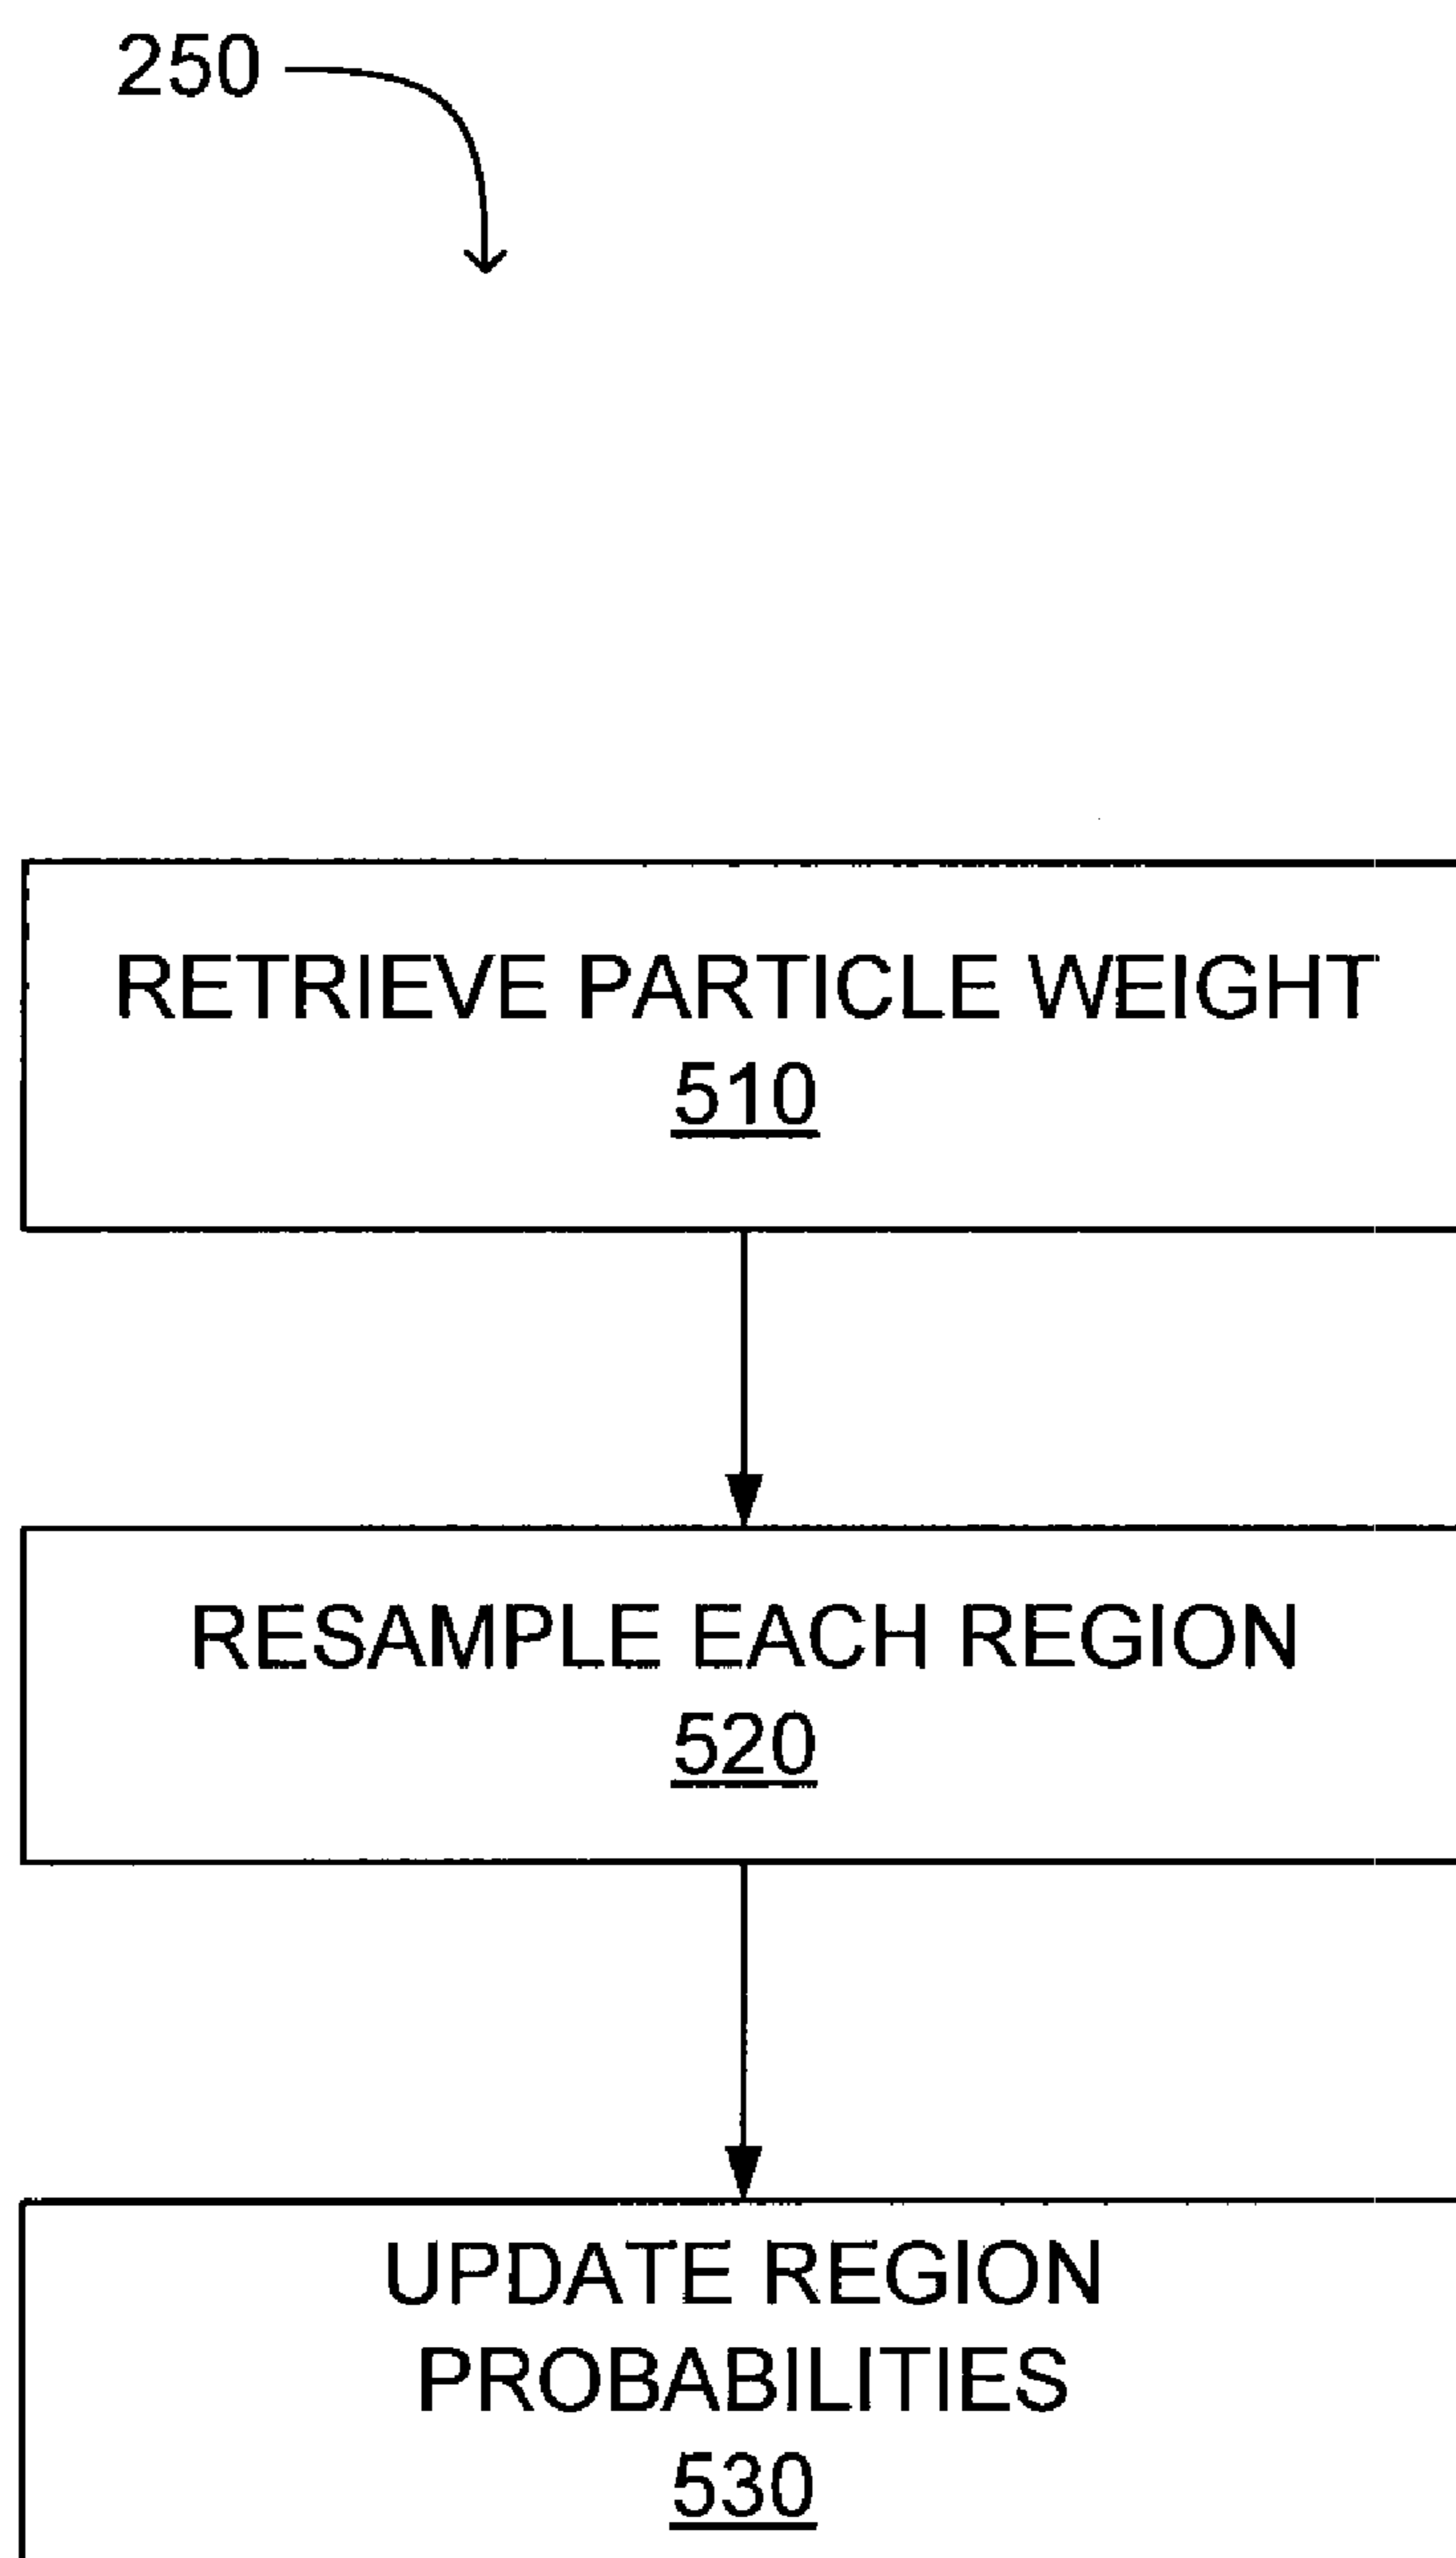 250
RETRIEVE PARTICLE WEIGHT
510
RESAMPLE EACH REGION
520
UPDATE REGION
PROBABILITIES
530